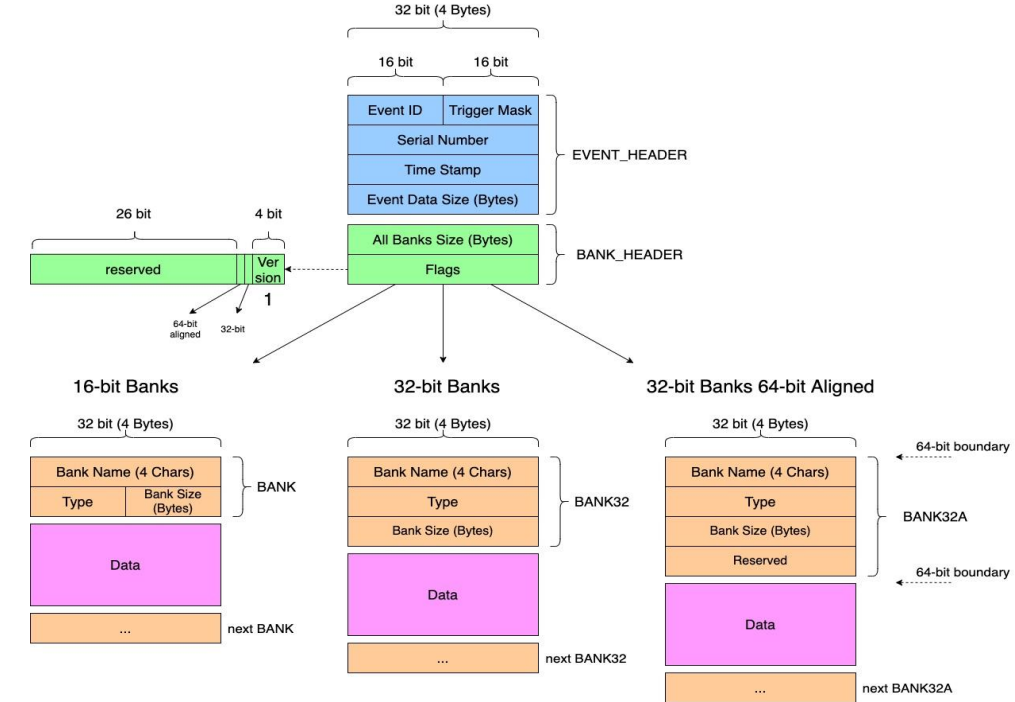 32 bit (4 Bytes)
16 bit 16 bit
Event ID Trigger Mask
Serial Number
Time Stamp
Event Data Size (Bytes)
EVENT_HEADER
26 bit 4 bit
All Banks Size (Bytes)
Flags
BANK_HEADER
reserved
Ver
sion
1
64-bit
aligned
32-bit
16-bit Banks
32-bit Banks
32-bit Banks 64-bit Aligned
32 bit (4 Bytes)
Bank Name (4 Chars)
Type
Bank Size
(Bytes)
BANK
Data
...
next BANK
32 bit (4 Bytes)
Bank Name (4 Chars)
Type
Bank Size (Bytes)
BANK32
Data
...
next BANK32
32 bit (4 Bytes)
64-bit boundary
Bank Name (4 Chars)
Type
Bank Size (Bytes)
Reserved
BANK32A
64-bit boundary
Data
...
next BANK32A